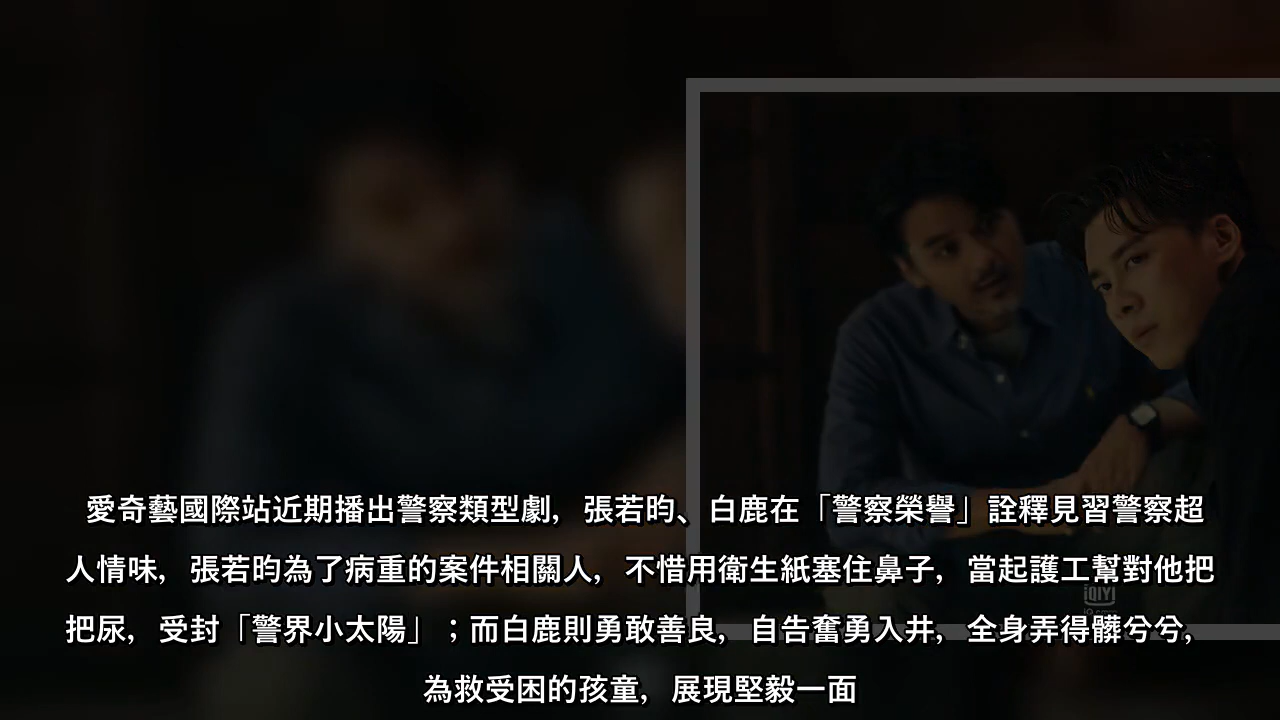 愛奇藝國際站近期播出警察類型劇，張若昀、白鹿在「警察榮譽」詮釋見習警察超
人情味，張若昀為了病重的案件相關人，不惜用衛生紙塞住鼻子，當起護工幫對他把
把尿，受封「警界小太陽」；而白鹿則勇敢善良，自告奮勇入井，全身弄得髒兮兮，
為救受困的孩童，展現堅毅一面
iQIYI